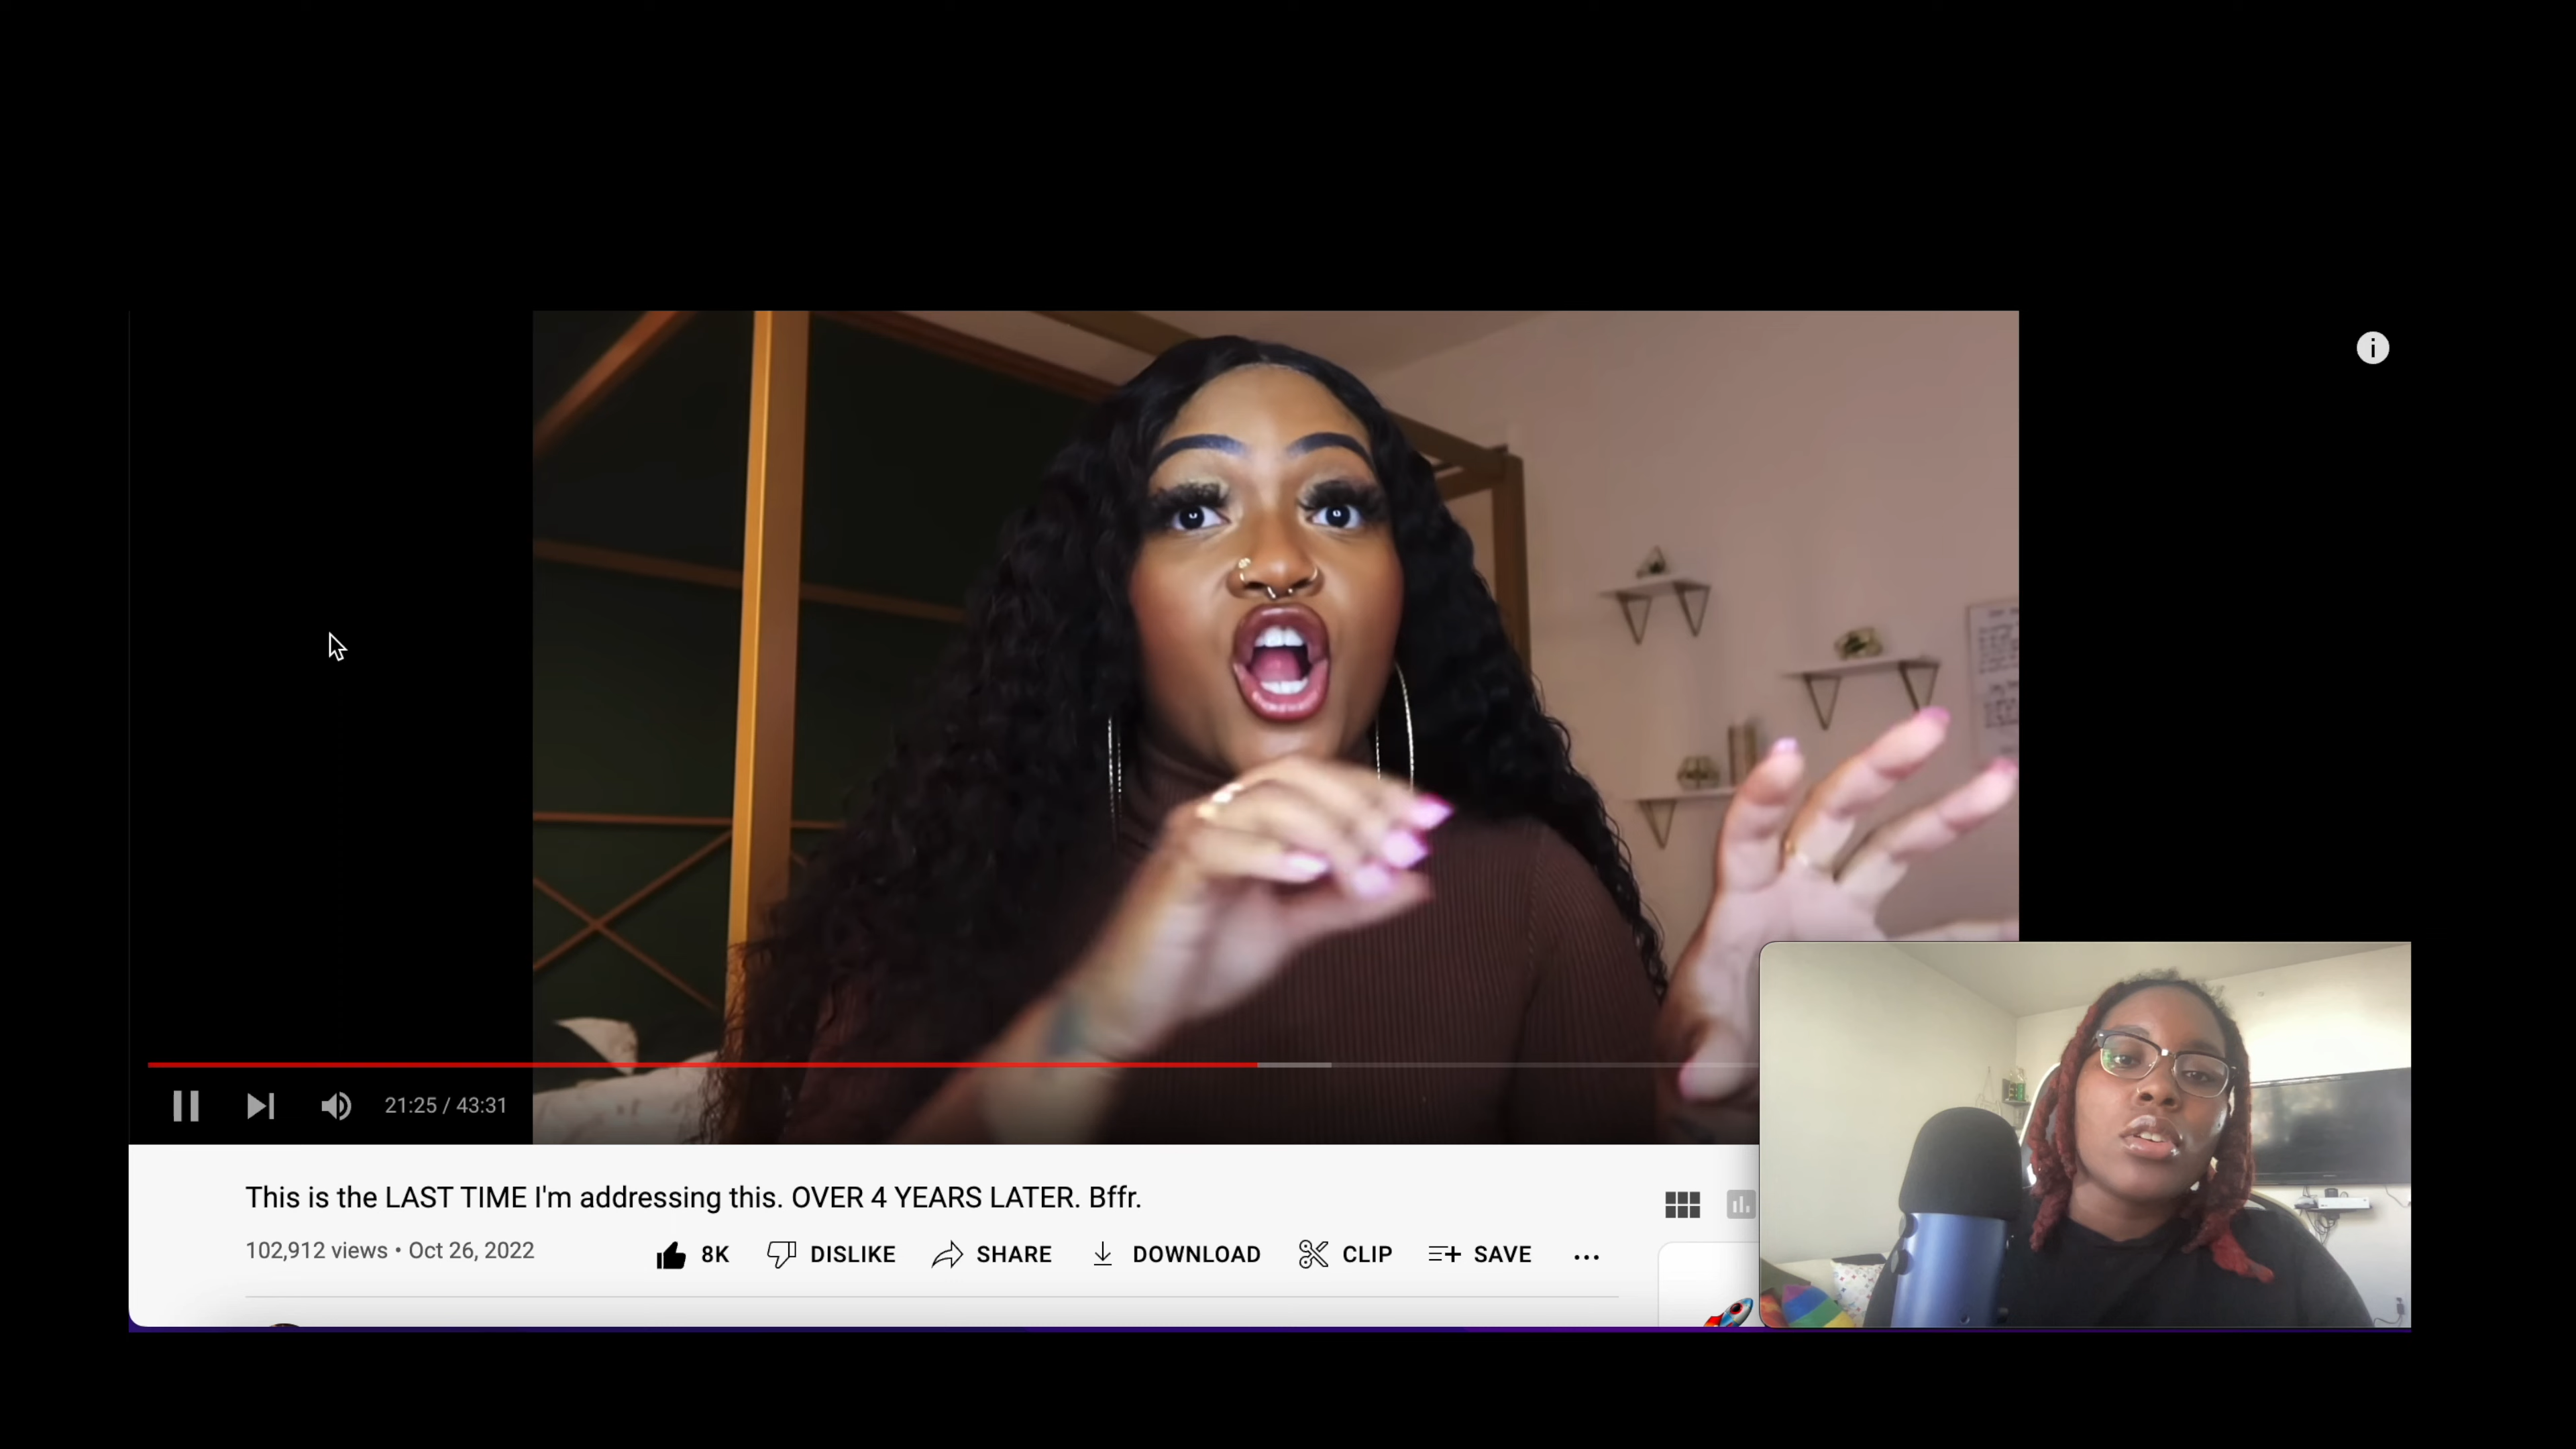 i
21:25 / 43:31
This is the LAST TIME I'm addressing this. OVER 4 YEARS LATER. Bffr.
102,912 views • Oct 26, 2022
8K DISLIKE SHARE DOWNLOAD CLIP SAVE ...